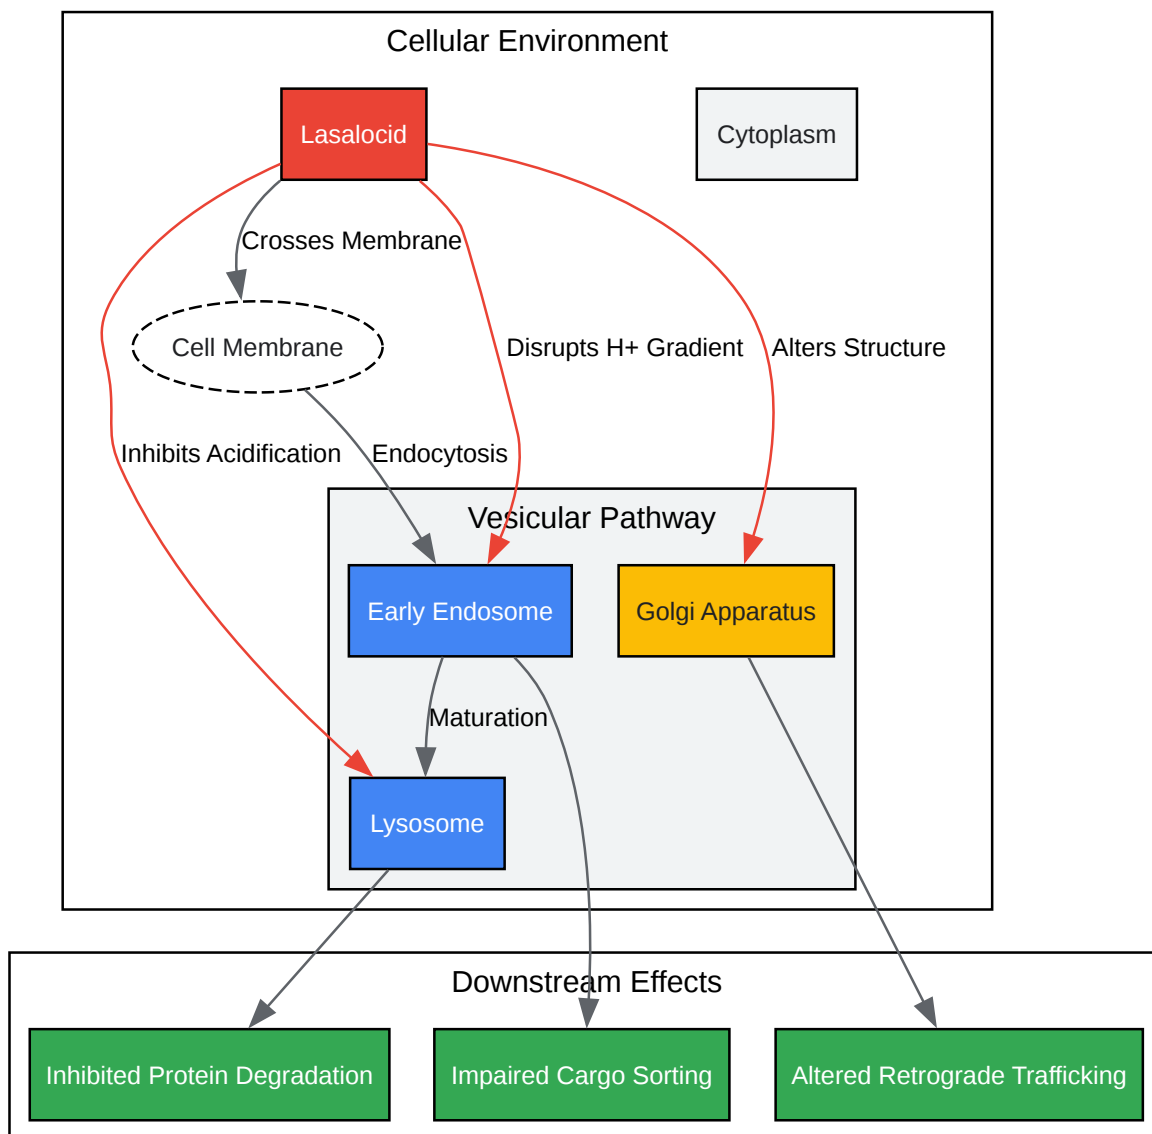 Cellular Environment
Lasalocid
Cytoplasm
Crosses Membrane
Cell Membrane
Disrupts H+ Gradient
Alters Structure
Inhibits Acidification
Endocytosis
Vesicular Pathway
Early Endosome
Golgi Apparatus
Maturation
Lysosome
Downstream Effects
Inhibited Protein Degradation
Impaired Cargo Sorting
Altered Retrograde Trafficking